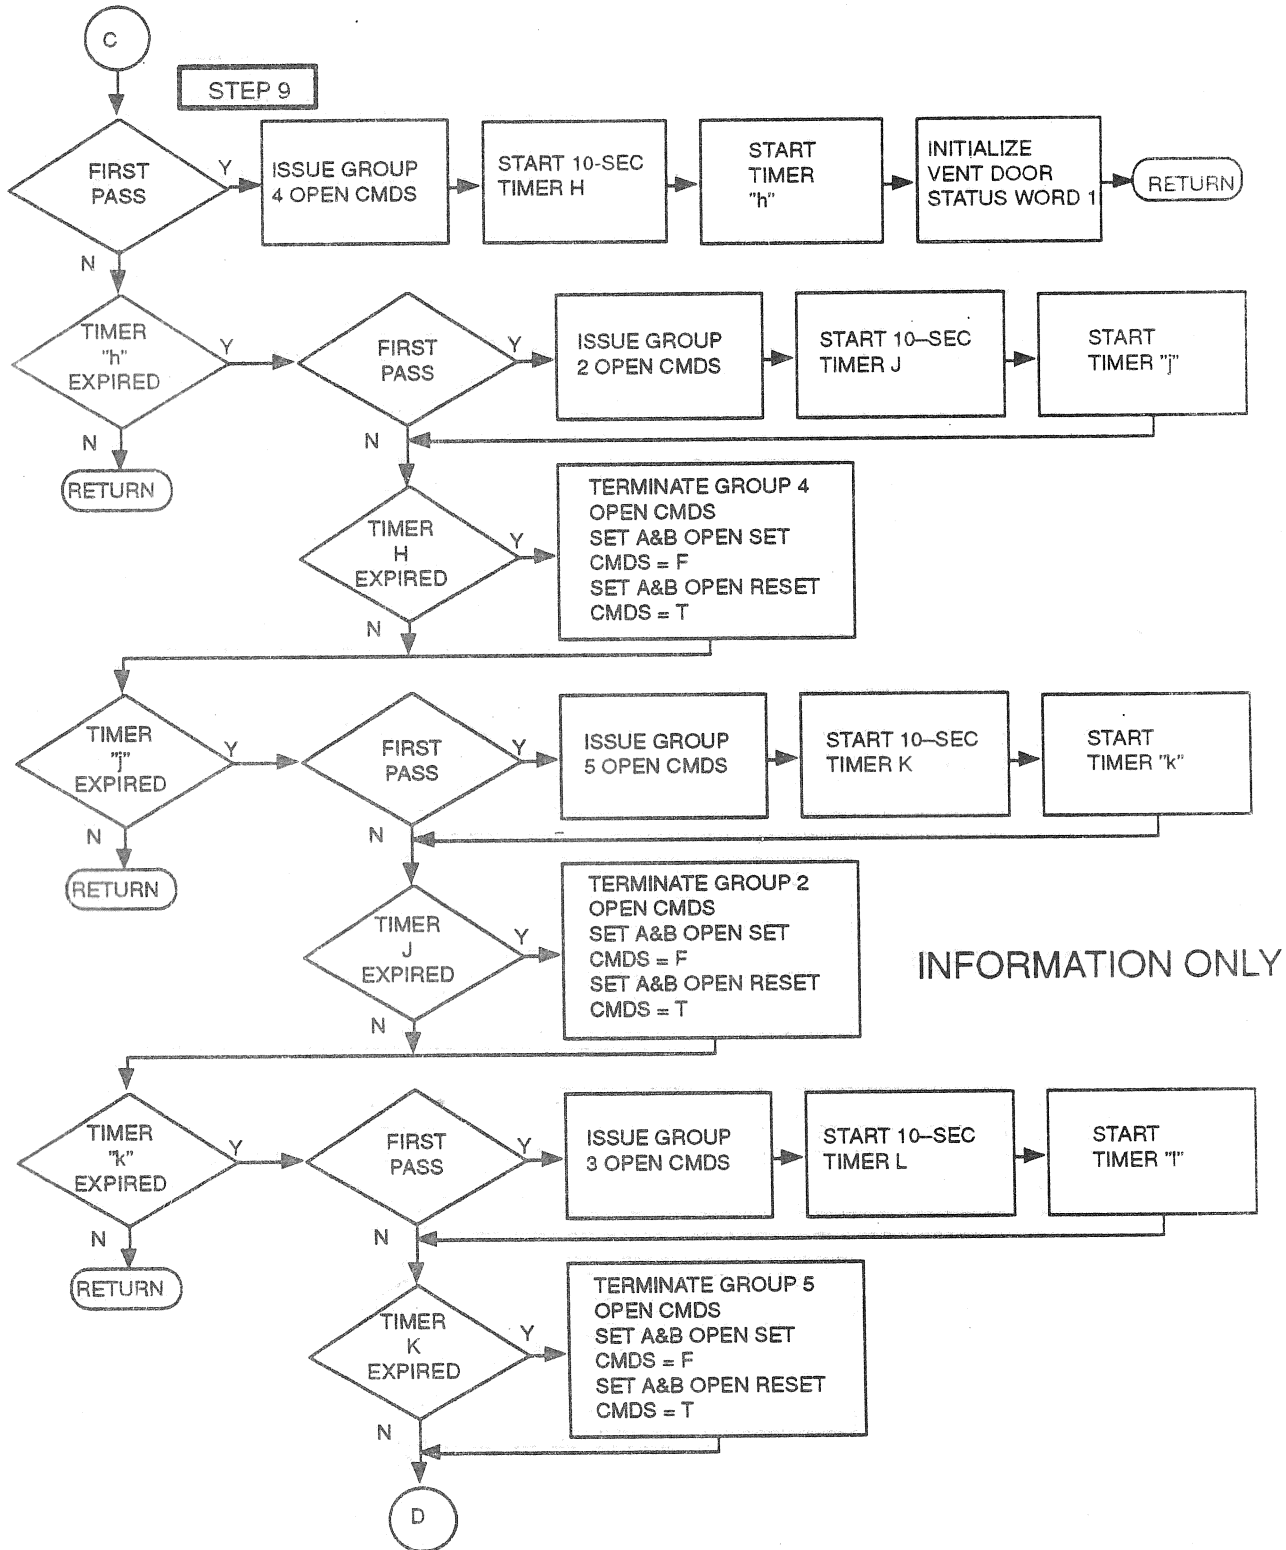 C
STEP 9
FIRST
PASS
Y
ISSUE GROUP
4 OPEN CMDS
START 10-SEC
TIMER H
START
TIMER
"h"
INITIALIZE
VENT DOOR
STATUS WORD 1
RETURN
N
TIMER
"h"
EXPIRED
Y
FIRST
PASS
Y
ISSUE GROUP
2 OPEN CMDS
START 10–SEC
TIMER J
START
TIMER "j"
N
RETURN
N
TIMER
H
EXPIRED
Y
TERMINATE GROUP 4
OPEN CMDS
SET A&B OPEN SET
CMDS = F
SET A&B OPEN RESET
CMDS = T
N
TIMER
"j"
EXPIRED
Y
FIRST
PASS
Y
ISSUE GROUP
5 OPEN CMDS
START 10–SEC
TIMER K
START
TIMER "k"
N
RETURN
N
TIMER
J
EXPIRED
Y
TERMINATE GROUP 2
OPEN CMDS
SET A&B OPEN SET
CMDS = F
SET A&B OPEN RESET
CMDS = T
INFORMATION ONLY
N
TIMER
"k"
EXPIRED
Y
FIRST
PASS
Y
ISSUE GROUP
3 OPEN CMDS
START 10–SEC
TIMER L
START
TIMER "l"
N
RETURN
N
TIMER
K
EXPIRED
Y
TERMINATE GROUP 5
OPEN CMDS
SET A&B OPEN SET
CMDS = F
SET A&B OPEN RESET
CMDS = T
N
D